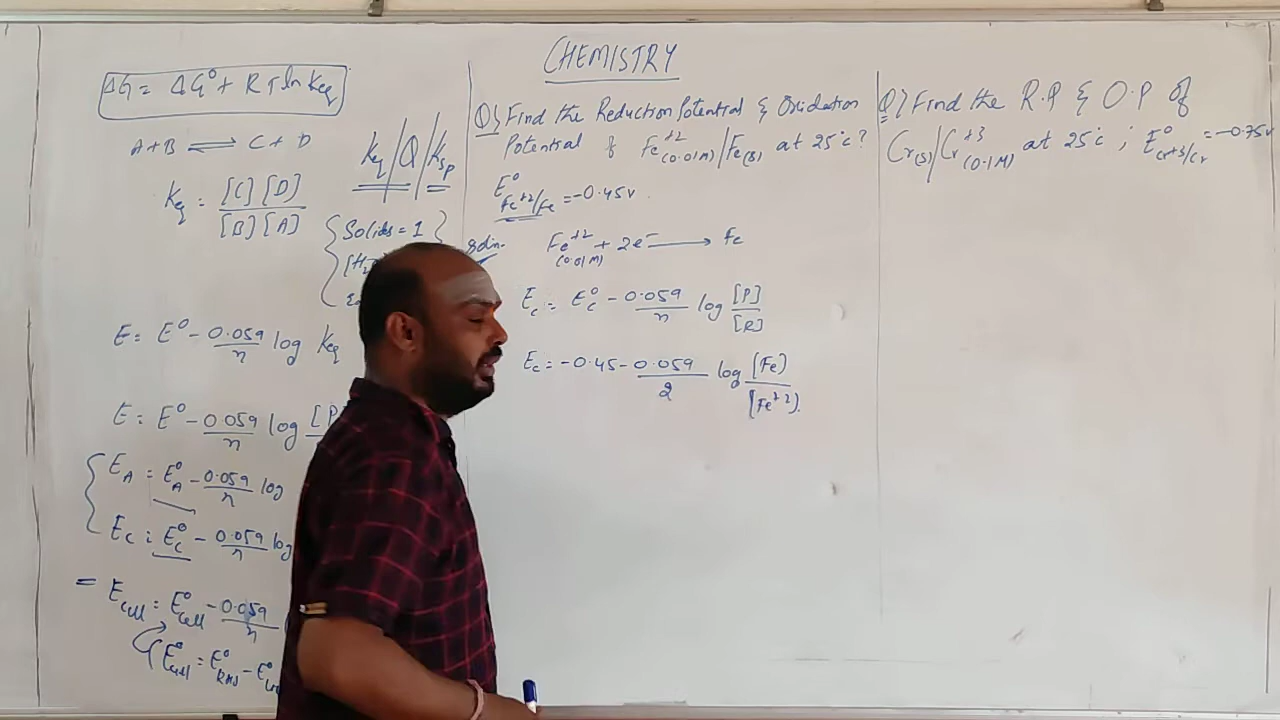 CHEMISTRY
ΔG = ΔG° + RT ln Keq
A+B ⇌ C+D
Keq = [C][D] / [B][A]
Keq/Q/Ksp
Solids = 1
[H2
E = E° - 0.059/n log Keq
E = E° - 0.059/n log [P]
EA = E°A - 0.059/n log
Ec = E°c - 0.059/n log
= Ecell = E°cell - 0.059/n
E°cell = E°RHS - E°
Q) Find the Reduction Potential & Oxidation
Potential of Fe+2(0.01M)/Fe(s) at 25°C?
E°Fe+2/Fe = -0.45v.
Soln.
Fe+2 + 2e- → Fe
(0.01M)
Ec = E°c - 0.059/n log [P]/[R]
Ec = -0.45 - 0.059/2 log [Fe]/[Fe+2].
Q) Find the R.P & O.P of
Cr(s)/Cr+3(0.1M) at 25°C ; E°Cr+3/Cr = -0.75v